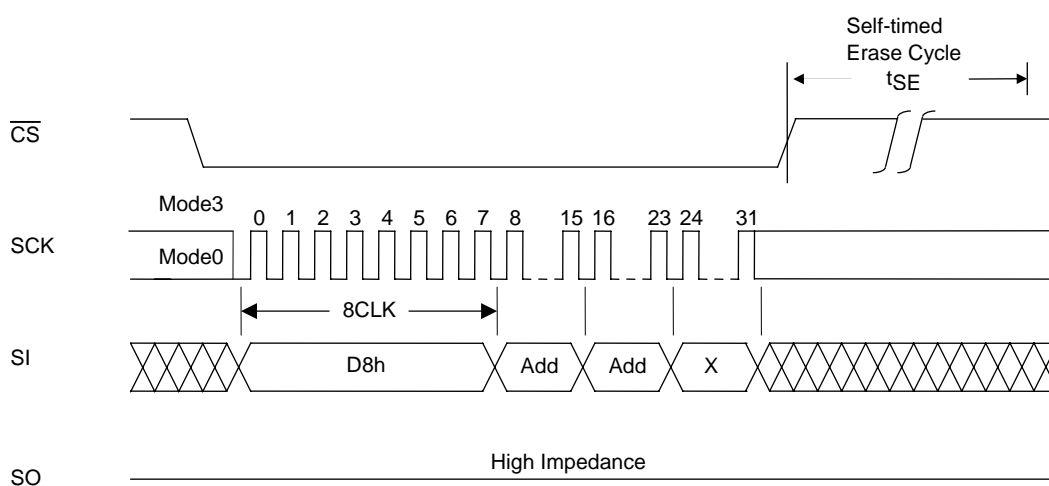 Self-timed
Erase Cycle
tSE
CS
Mode3
0 1 2 3 4 5 6 7 8 15 16 23 24 31
SCK
Mode0
8CLK
SI
D8h Add Add X
High Impedance
SO